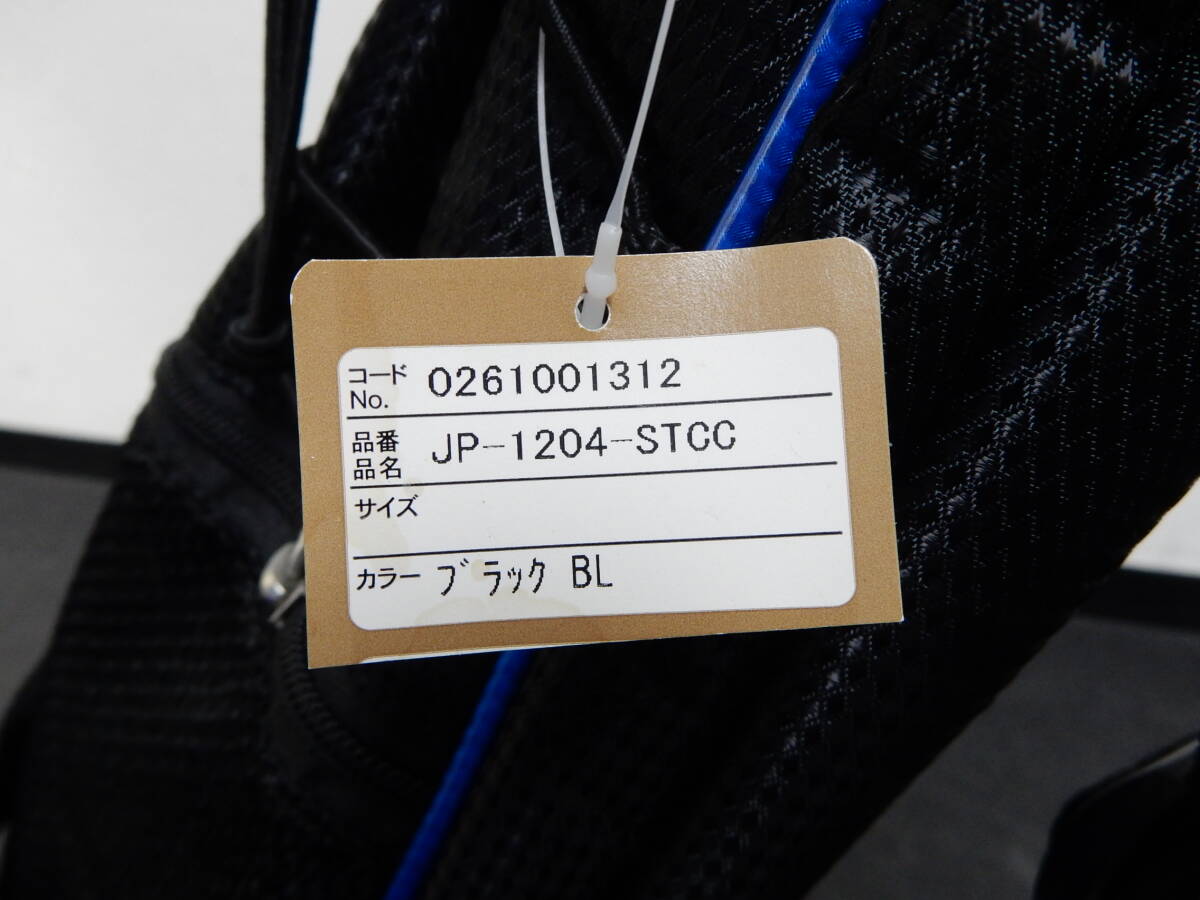 コード No. 0261001312
品番 品名 JP-1204-STCC
サイズ
カラー ブラック BL